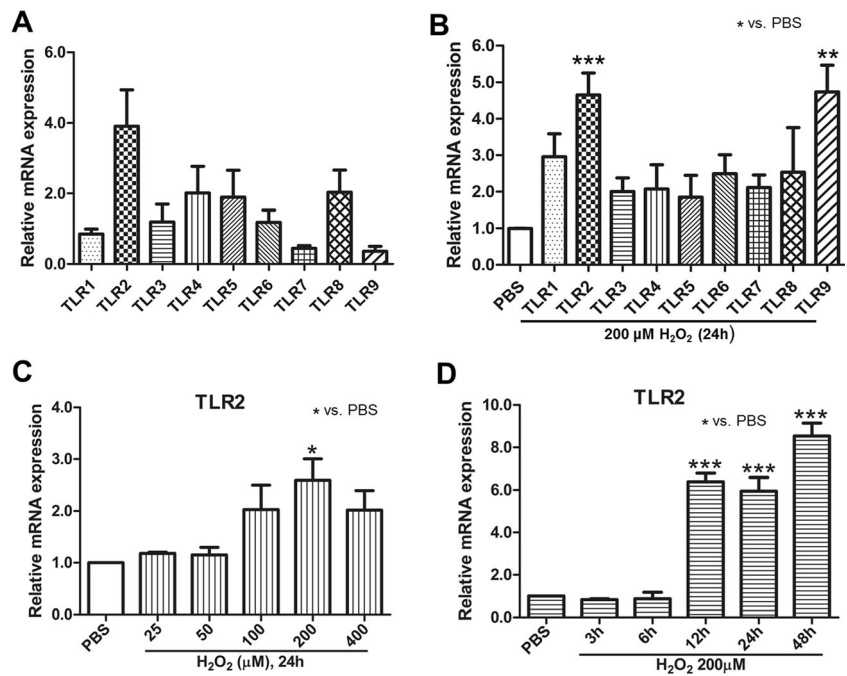 A
Relative mRNA expression
6.0
4.0
2.0
0.0
TLR1 TLR2 TLR3 TLR4 TLR5 TLR6 TLR7 TLR8 TLR9
B
* vs. PBS
Relative mRNA expression
6.0
5.0
4.0
3.0
2.0
1.0
0.0
*** **
PBS TLR1 TLR2 TLR3 TLR4 TLR5 TLR6 TLR7 TLR8 TLR9
200 µM H₂O₂ (24h)
C
TLR2
* vs. PBS
Relative mRNA expression
4.0
3.0
2.0
1.0
0.0
*
PBS 25 50 100 200 400
H₂O₂ (µM), 24h
D
TLR2
* vs. PBS
Relative mRNA expression
10.0
8.0
6.0
4.0
2.0
0.0
*** *** ***
PBS 3h 6h 12h 24h 48h
H₂O₂ 200µM